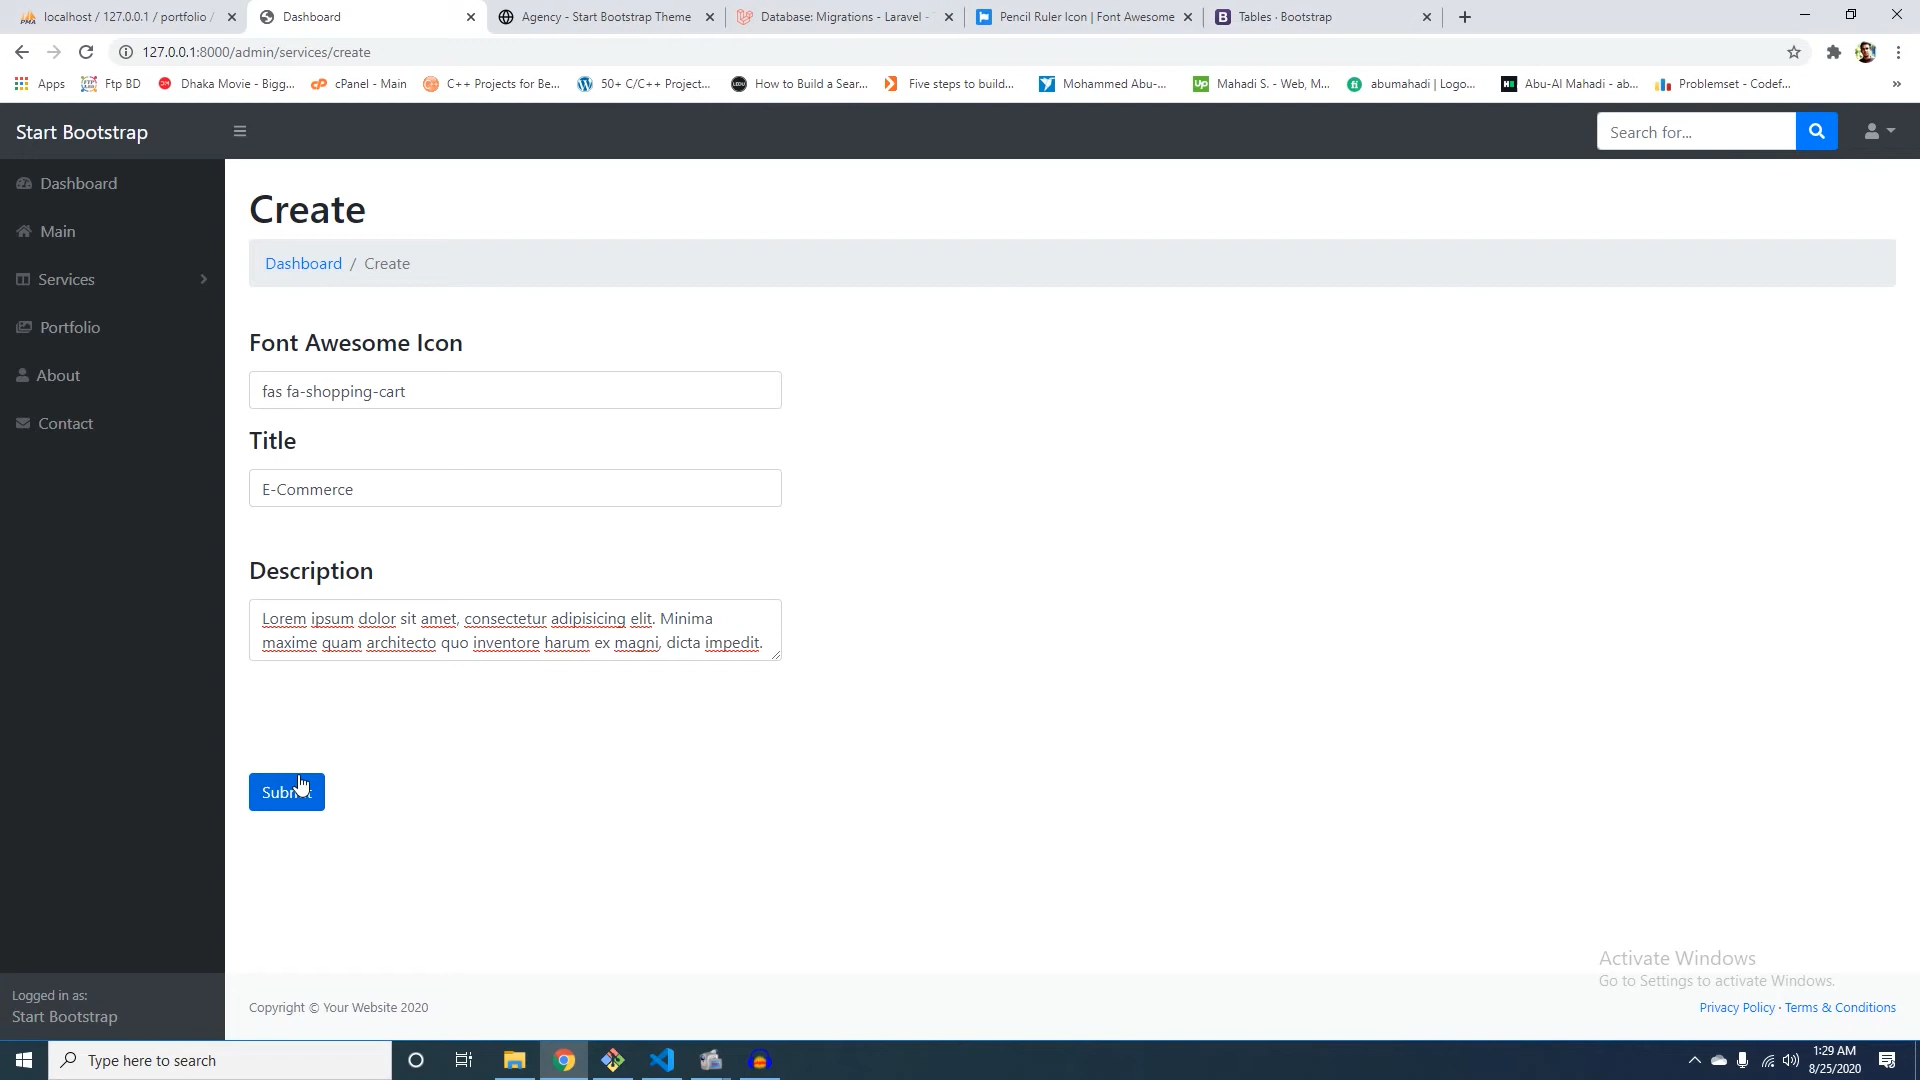 localhost / 127.0.0.1 / portfolio /
Dashboard
Agency - Start Bootstrap Theme
Database: Migrations - Laravel -
Pencil Ruler Icon | Font Awesome
Tables · Bootstrap
127.0.0.1:8000/admin/services/create
Apps
Ftp BD
Dhaka Movie - Bigg...
cPanel - Main
C++ Projects for Be...
50+ C/C++ Project...
How to Build a Sear...
Five steps to build...
Mohammed Abu-...
Mahadi S. - Web, M...
abumahadi | Logo...
Abu-Al Mahadi - ab...
Problemset - Codef...
»
Start Bootstrap
Search for...
Dashboard
Main
Services
Portfolio
About
Contact
Create
Dashboard / Create
Font Awesome Icon
fas fa-shopping-cart
Title
E-Commerce
Description
Lorem ipsum dolor sit amet, consectetur adipisicing elit. Minima
maxime quam architecto quo inventore harum ex magni, dicta impedit.
Activate Windows
Go to Settings to activate Windows.
Logged in as:
Start Bootstrap
Copyright © Your Website 2020
Privacy Policy · Terms & Conditions
Type here to search
1:29 AM
8/25/2020